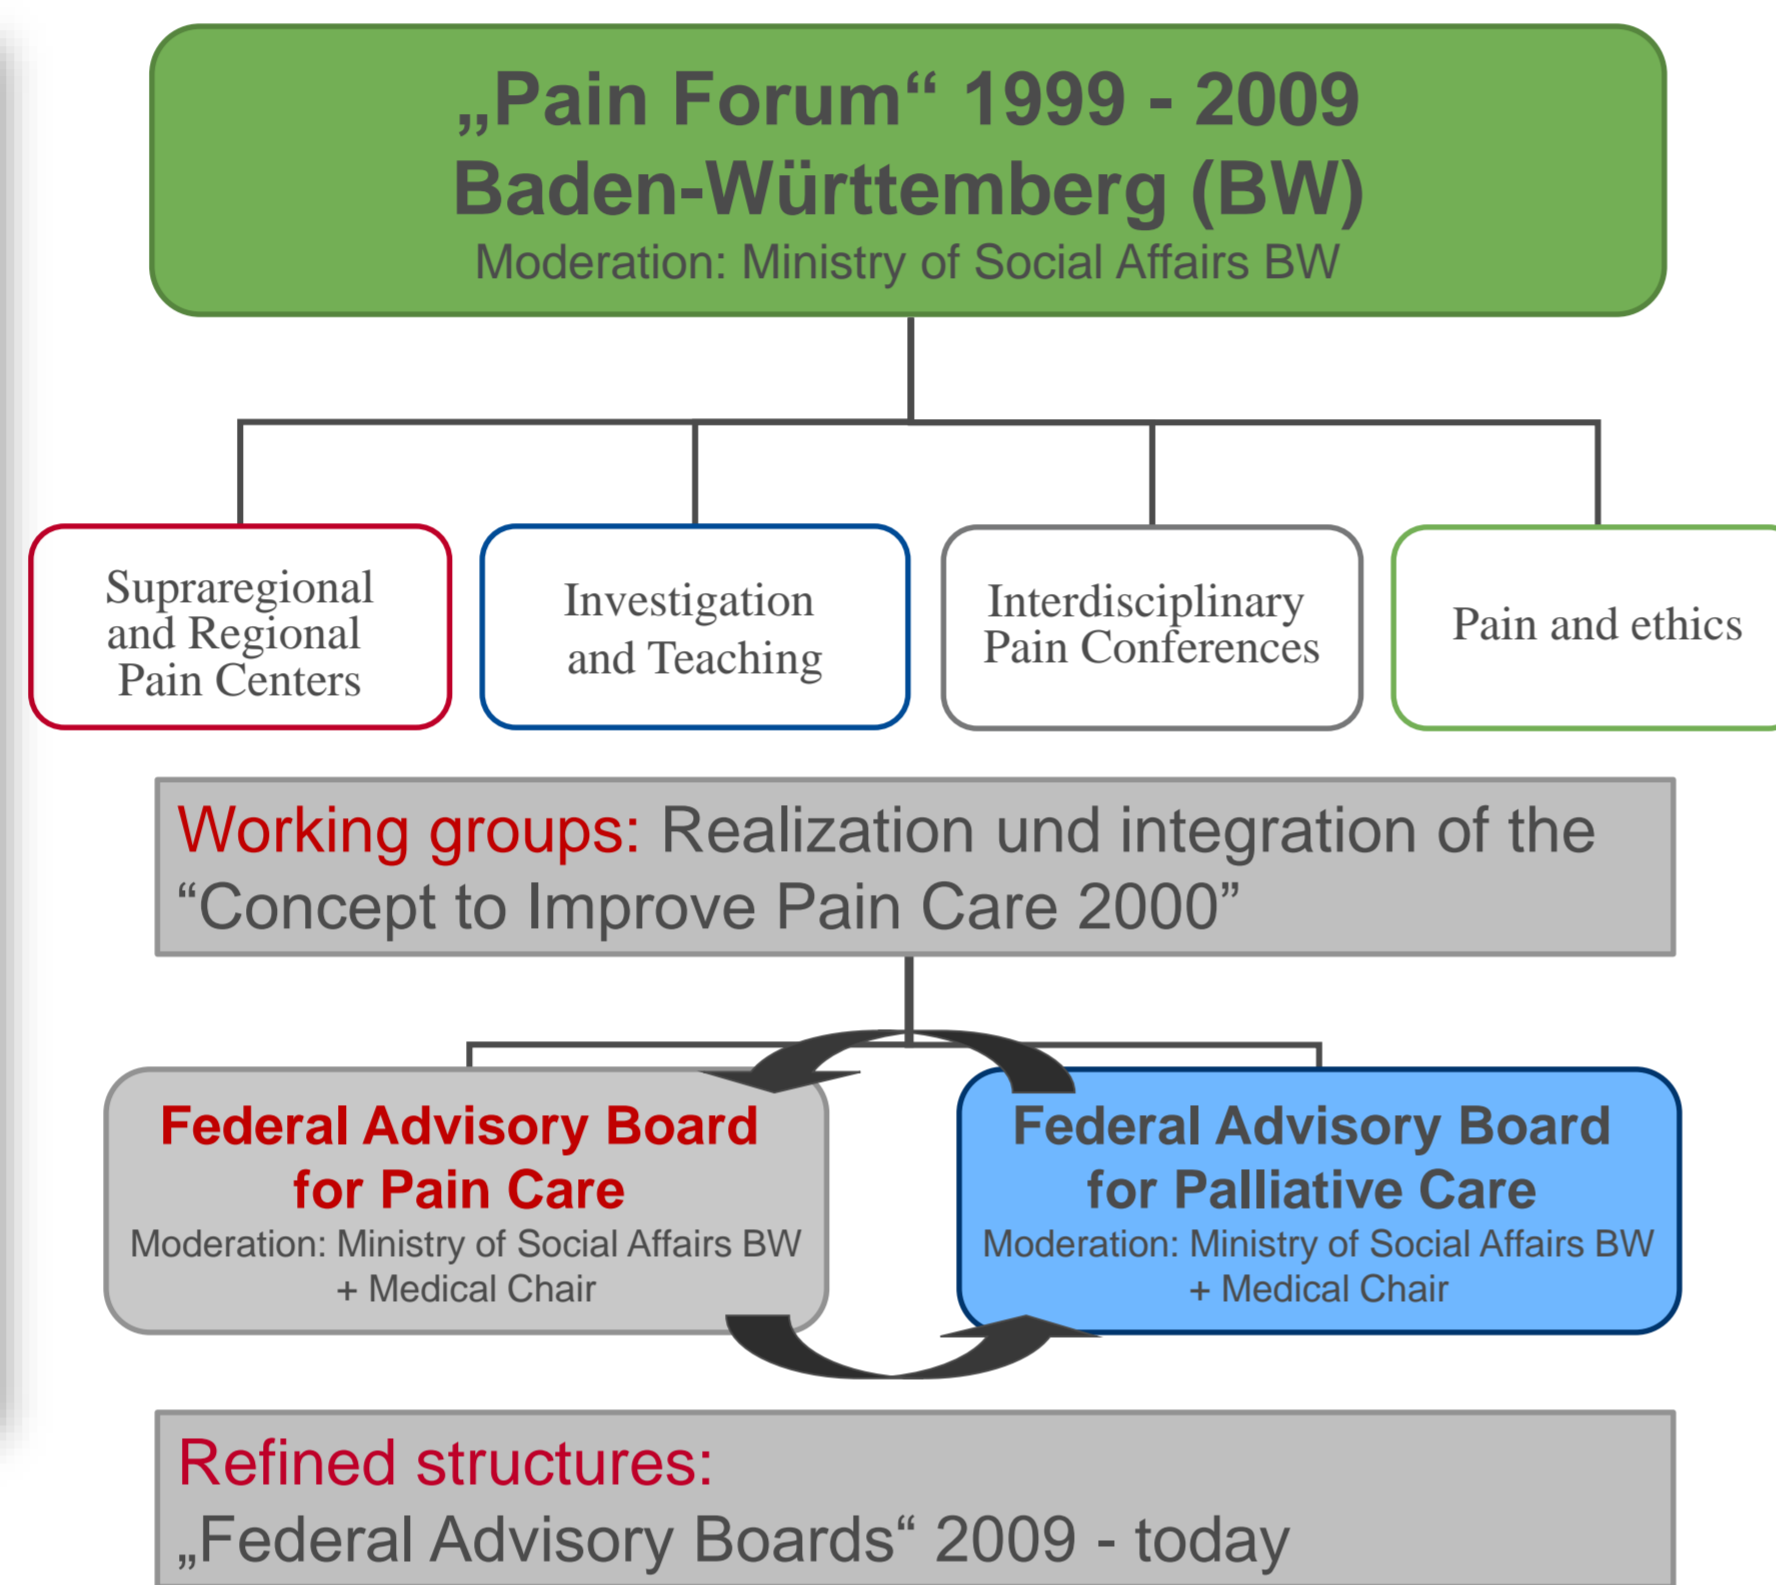 „Pain Forum“ 1999 - 2009
Baden-Württemberg (BW)
Moderation: Ministry of Social Affairs BW
Supraregional
and Regional
Pain Centers
Investigation
and Teaching
Interdisciplinary
Pain Conferences
Pain and ethics
Working groups: Realization und integration of the
“Concept to Improve Pain Care 2000”
Federal Advisory Board
for Pain Care
Moderation: Ministry of Social Affairs BW
+ Medical Chair
Federal Advisory Board
for Palliative Care
Moderation: Ministry of Social Affairs BW
+ Medical Chair
Refined structures:
„Federal Advisory Boards“ 2009 - today